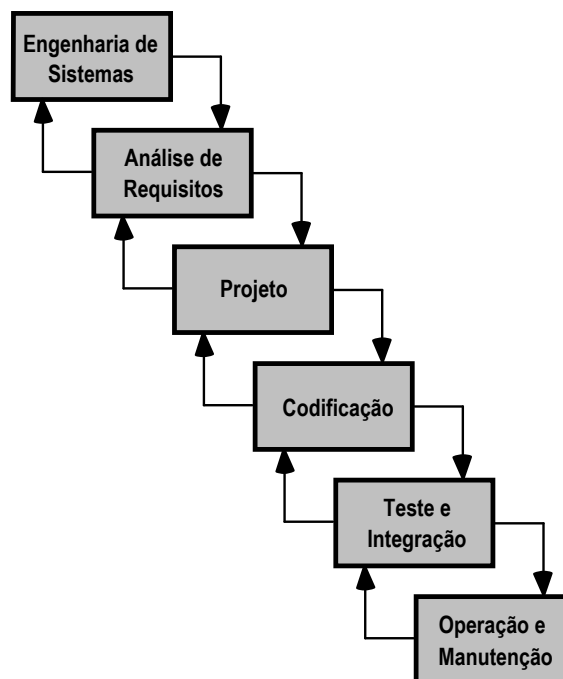 Engenharia de
Sistemas
Análise de
Requisitos
Projeto
Codificação
Teste e
Integração
Operação e
Manutenção